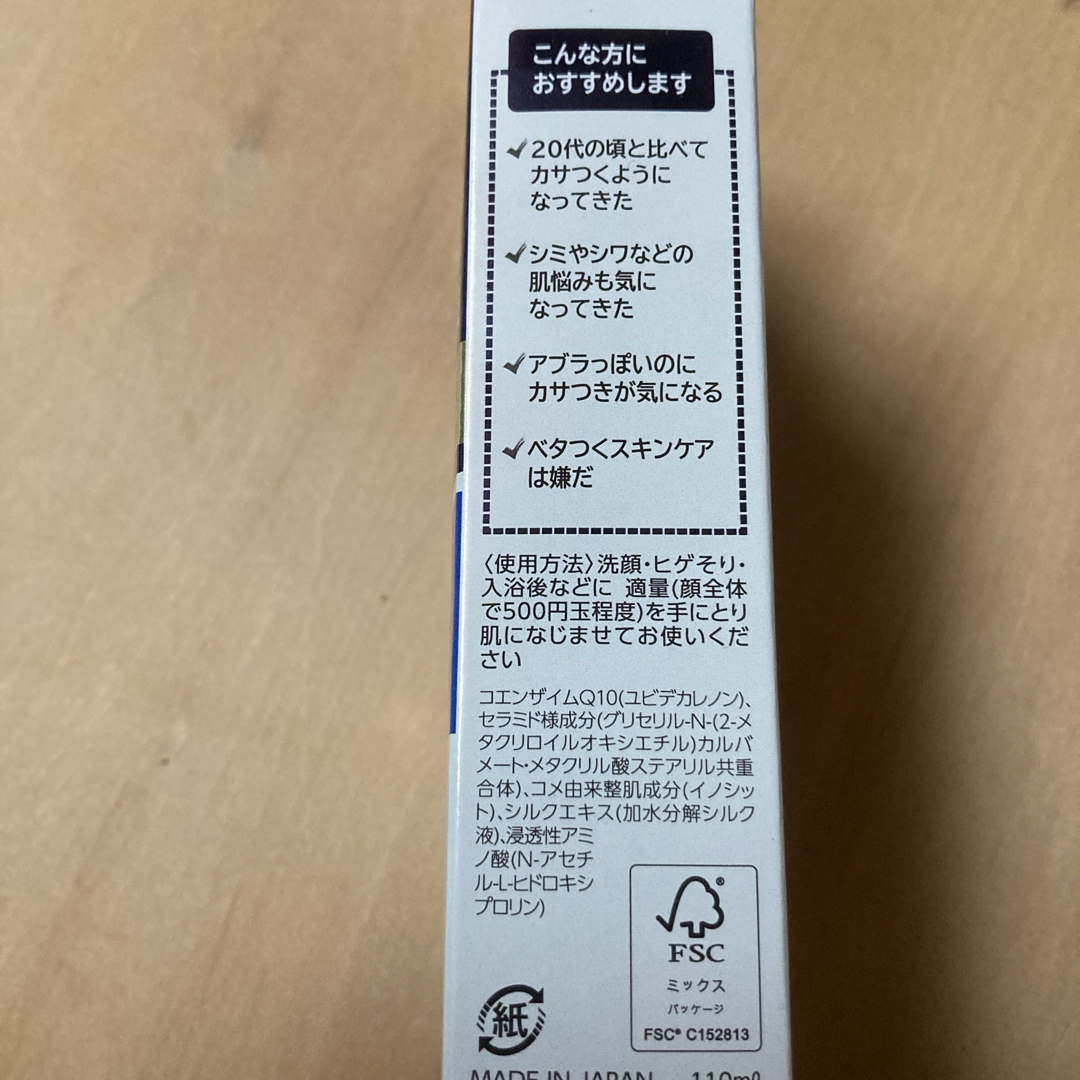 こんな方に
おすすめします
20代の頃と比べて
カサつくように
なってきた
シミやシワなどの
肌悩みも気に
なってきた
アブラっぽいのに
カサつきが気になる
ベタつくスキンケア
は嫌だ
〈使用方法〉洗顔・ヒゲそり・
入浴後などに 適量(顔全体
で500円玉程度)を手にとり
肌になじませてお使いくだ
さい
コエンザイムQ10(ユビデカレノン)、
セラミド様成分(グリセリル-N-(2-メ
タクリロイルオキシエチル)カルバ
メート・メタクリル酸ステアリル共重
合体)、コメ由来整肌成分(イノシッ
ト)、シルクエキス(加水分解シルク
液)、浸透性アミ
ノ酸(N-アセチ
ル-L-ヒドロキシ
プロリン)
®
FSC
ミックス
パッケージ
FSC® C152813
紙
MADE IN JAPAN 110mℓ